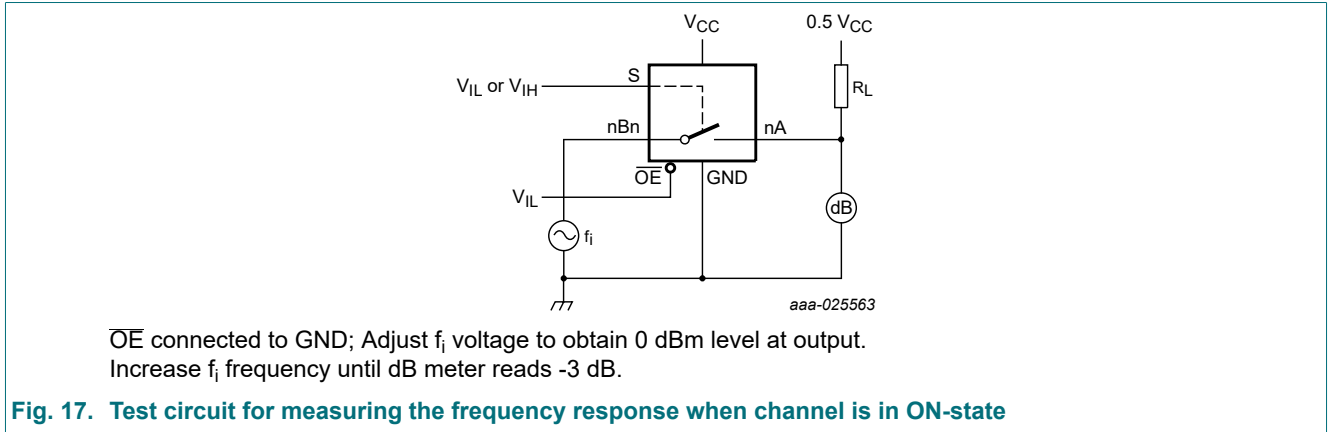 VCC
0.5 VCC
S
VIL or VIH
RL
nBn
nA
OE
GND
VIL
dB
fi
aaa-025563
OE connected to GND; Adjust fi voltage to obtain 0 dBm level at output.
Increase fi frequency until dB meter reads -3 dB.
Fig. 17. Test circuit for measuring the frequency response when channel is in ON-state